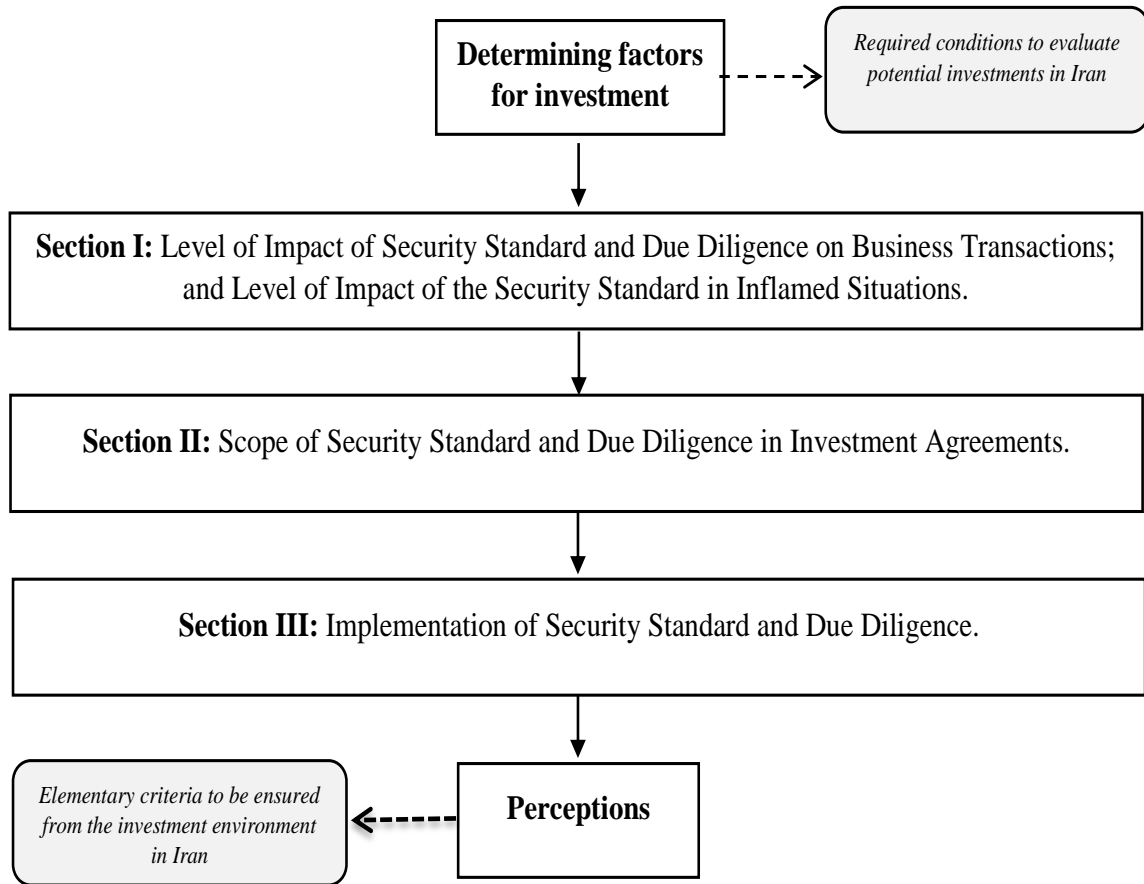 Determining factors
for investment
Required conditions to evaluate
potential investments in Iran
Section I: Level of Impact of Security Standard and Due Diligence on Business Transactions;
and Level of Impact of the Security Standard in Inflamed Situations.
Section II: Scope of Security Standard and Due Diligence in Investment Agreements.
Section III: Implementation of Security Standard and Due Diligence.
Elementary criteria to be ensured
from the investment environment
in Iran
Perceptions